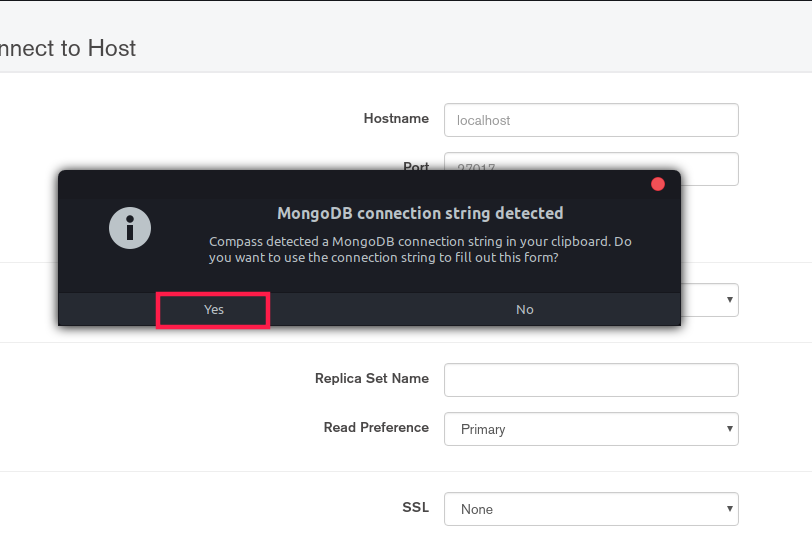 nnect to Host
Hostname
localhost
Port
27017
MongoDB connection string detected
Compass detected a MongoDB connection string in your clipboard. Do
you want to use the connection string to fill out this form?
Yes
No
Replica Set Name
Read Preference
Primary
SSL
None